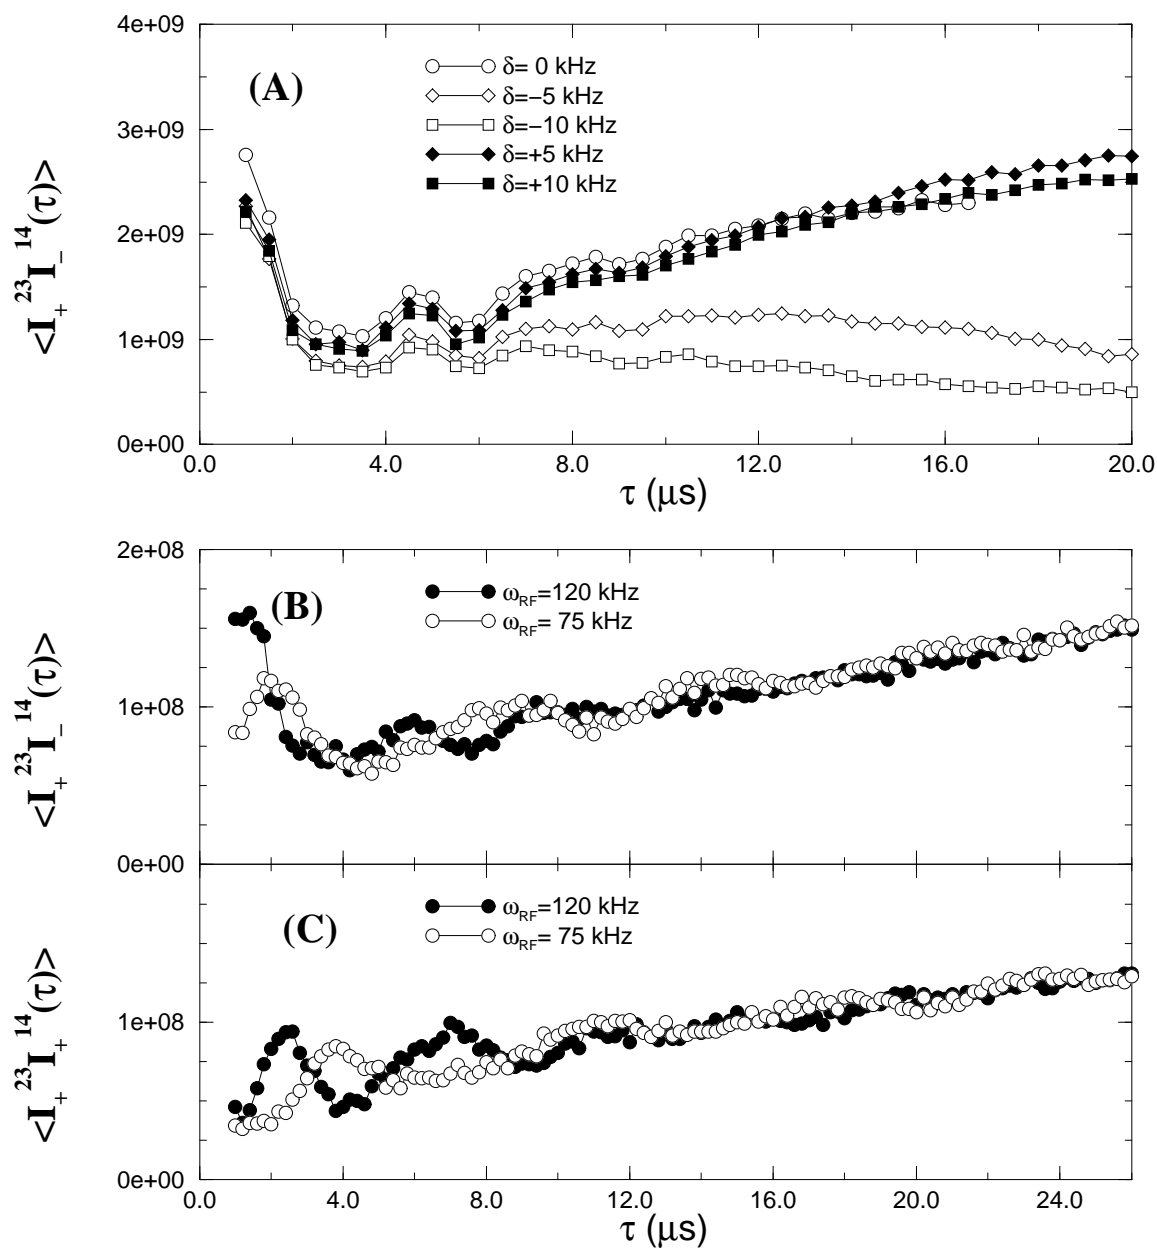 4e+09
3e+09
2e+09
1e+09
0e+00
<I₊²³I₋¹⁴(τ)>
(A)
δ= 0 kHz
δ=−5 kHz
δ=−10 kHz
δ=+5 kHz
δ=+10 kHz
0.0 4.0 8.0 12.0 16.0 20.0
τ (μs)
2e+08
1e+08
0e+00
<I₊²³I₋¹⁴(τ)>
(B)
ωRF=120 kHz
ωRF= 75 kHz
1e+08
0e+00
<I₊²³I₊¹⁴(τ)>
(C)
ωRF=120 kHz
ωRF= 75 kHz
0.0 4.0 8.0 12.0 16.0 20.0 24.0
τ (μs)